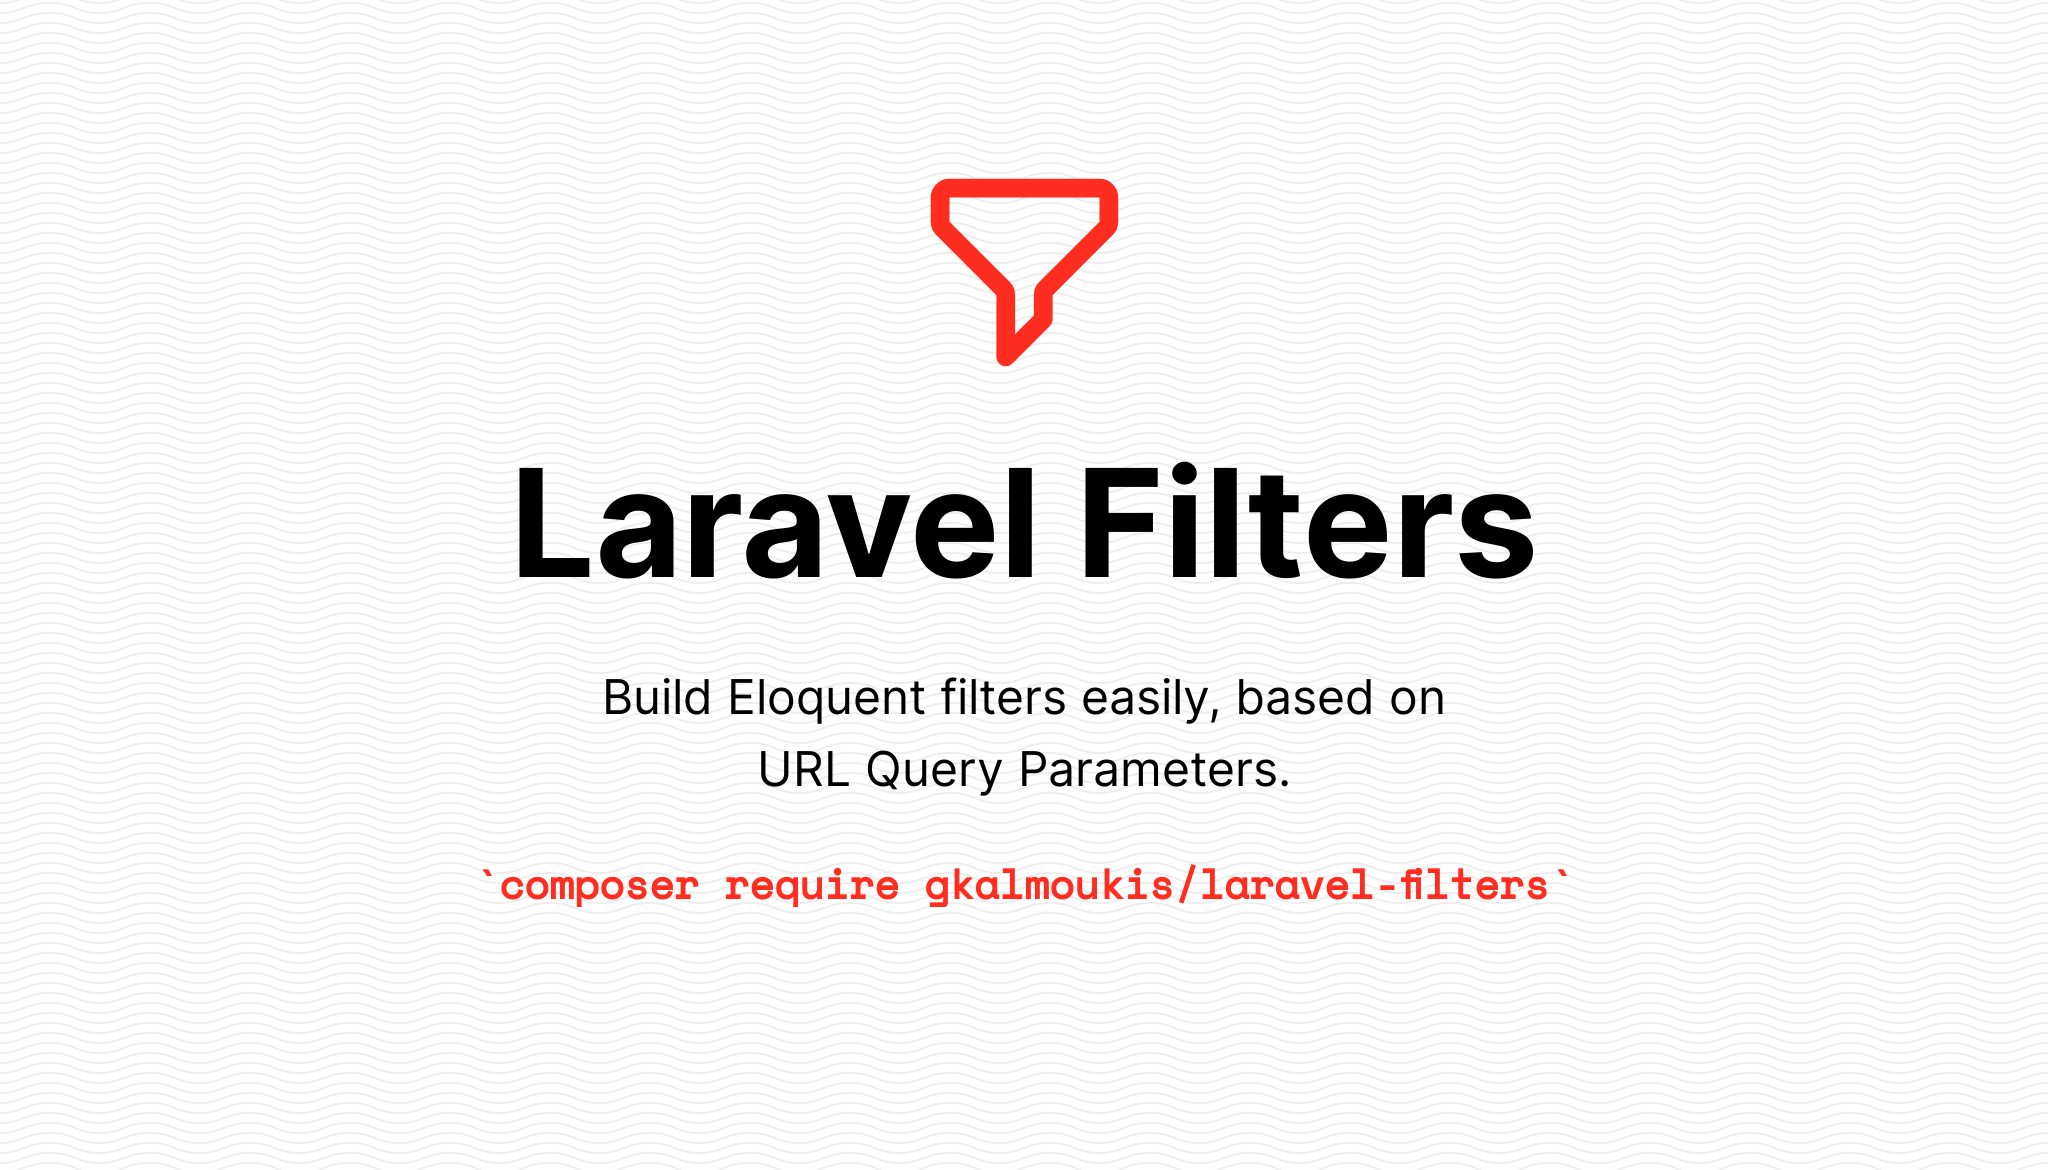 Laravel Filters
Build Eloquent filters easily, based on
URL Query Parameters.
`composer require gkalmoukis/laravel-filters`